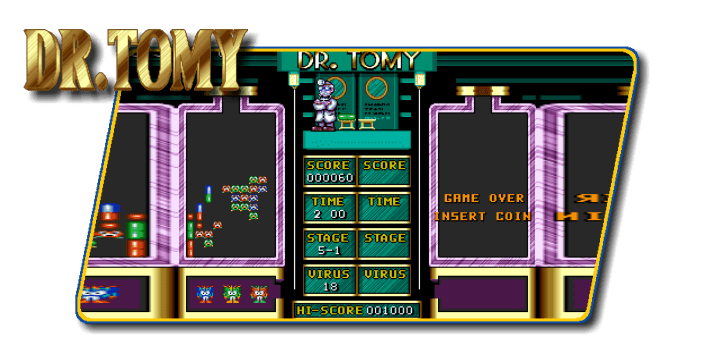 DR. TOMY
DR. TOMY
SCORE SCORE
000060
TIME TIME
2 00
STAGE STAGE
5-1
VIRUS VIRUS
18
HI-SCORE 001000
GAME OVER
INSERT COIN